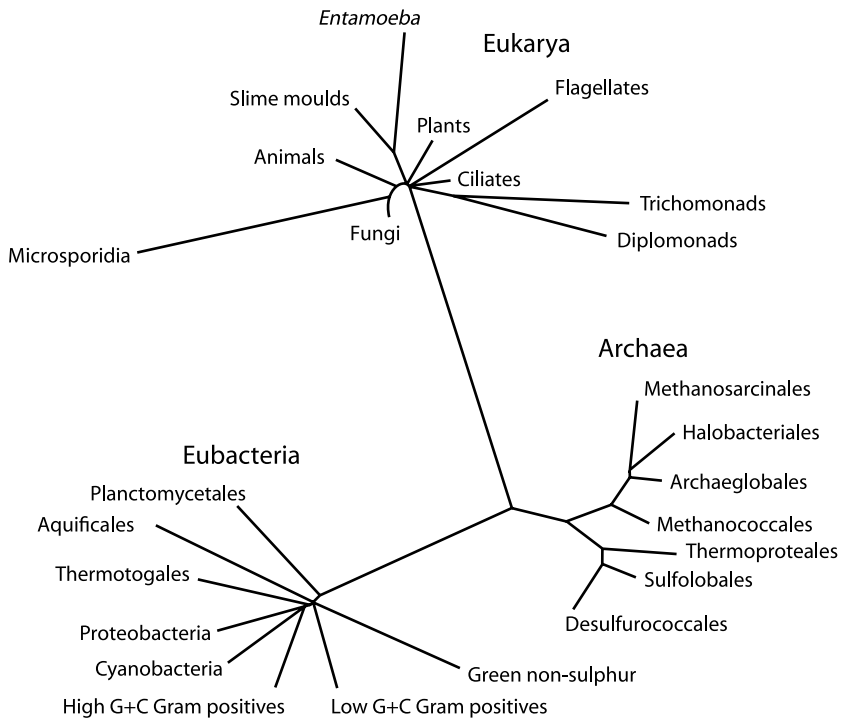 Entamoeba
Eukarya
Flagellates
Slime moulds
Plants
Animals
Ciliates
Trichomonads
Fungi
Diplomonads
Microsporidia
Archaea
Methanosarcinales
Halobacteriales
Eubacteria
Archaeglobales
Planctomycetales
Aquificales
Methanococcales
Thermoproteales
Thermotogales
Sulfolobales
Desulfurococcales
Proteobacteria
Cyanobacteria
Green non-sulphur
High G+C Gram positives
Low G+C Gram positives